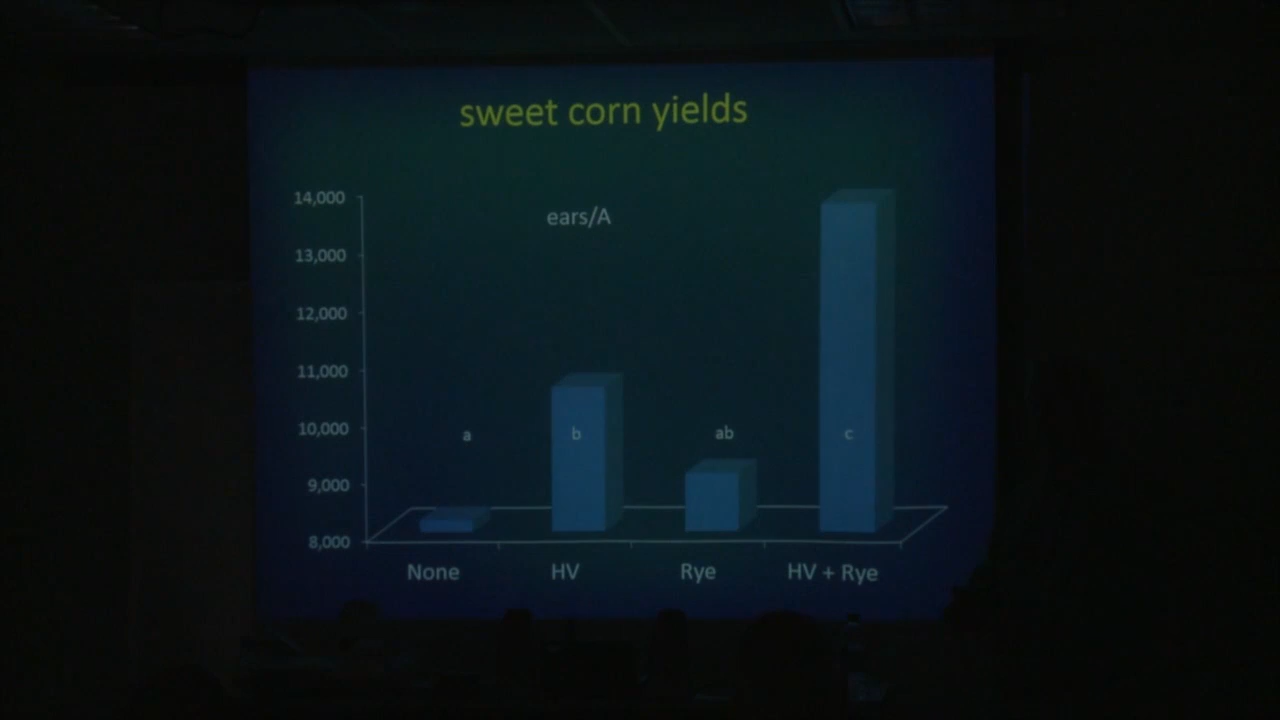 sweet corn yields
ears/A
14,000
13,000
12,000
11,000
10,000
9,000
8,000
a
b
ab
c
None
HV
Rye
HV + Rye